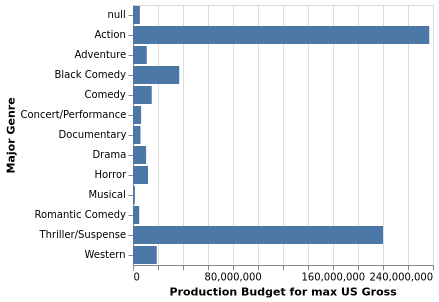 null
Action
Adventure
Black Comedy
Comedy
Concert/Performance
Documentary
Drama
Horror
Musical
Romantic Comedy
Thriller/Suspense
Western
Major Genre
0 80,000,000 160,000,000 240,000,000
Production Budget for max US Gross